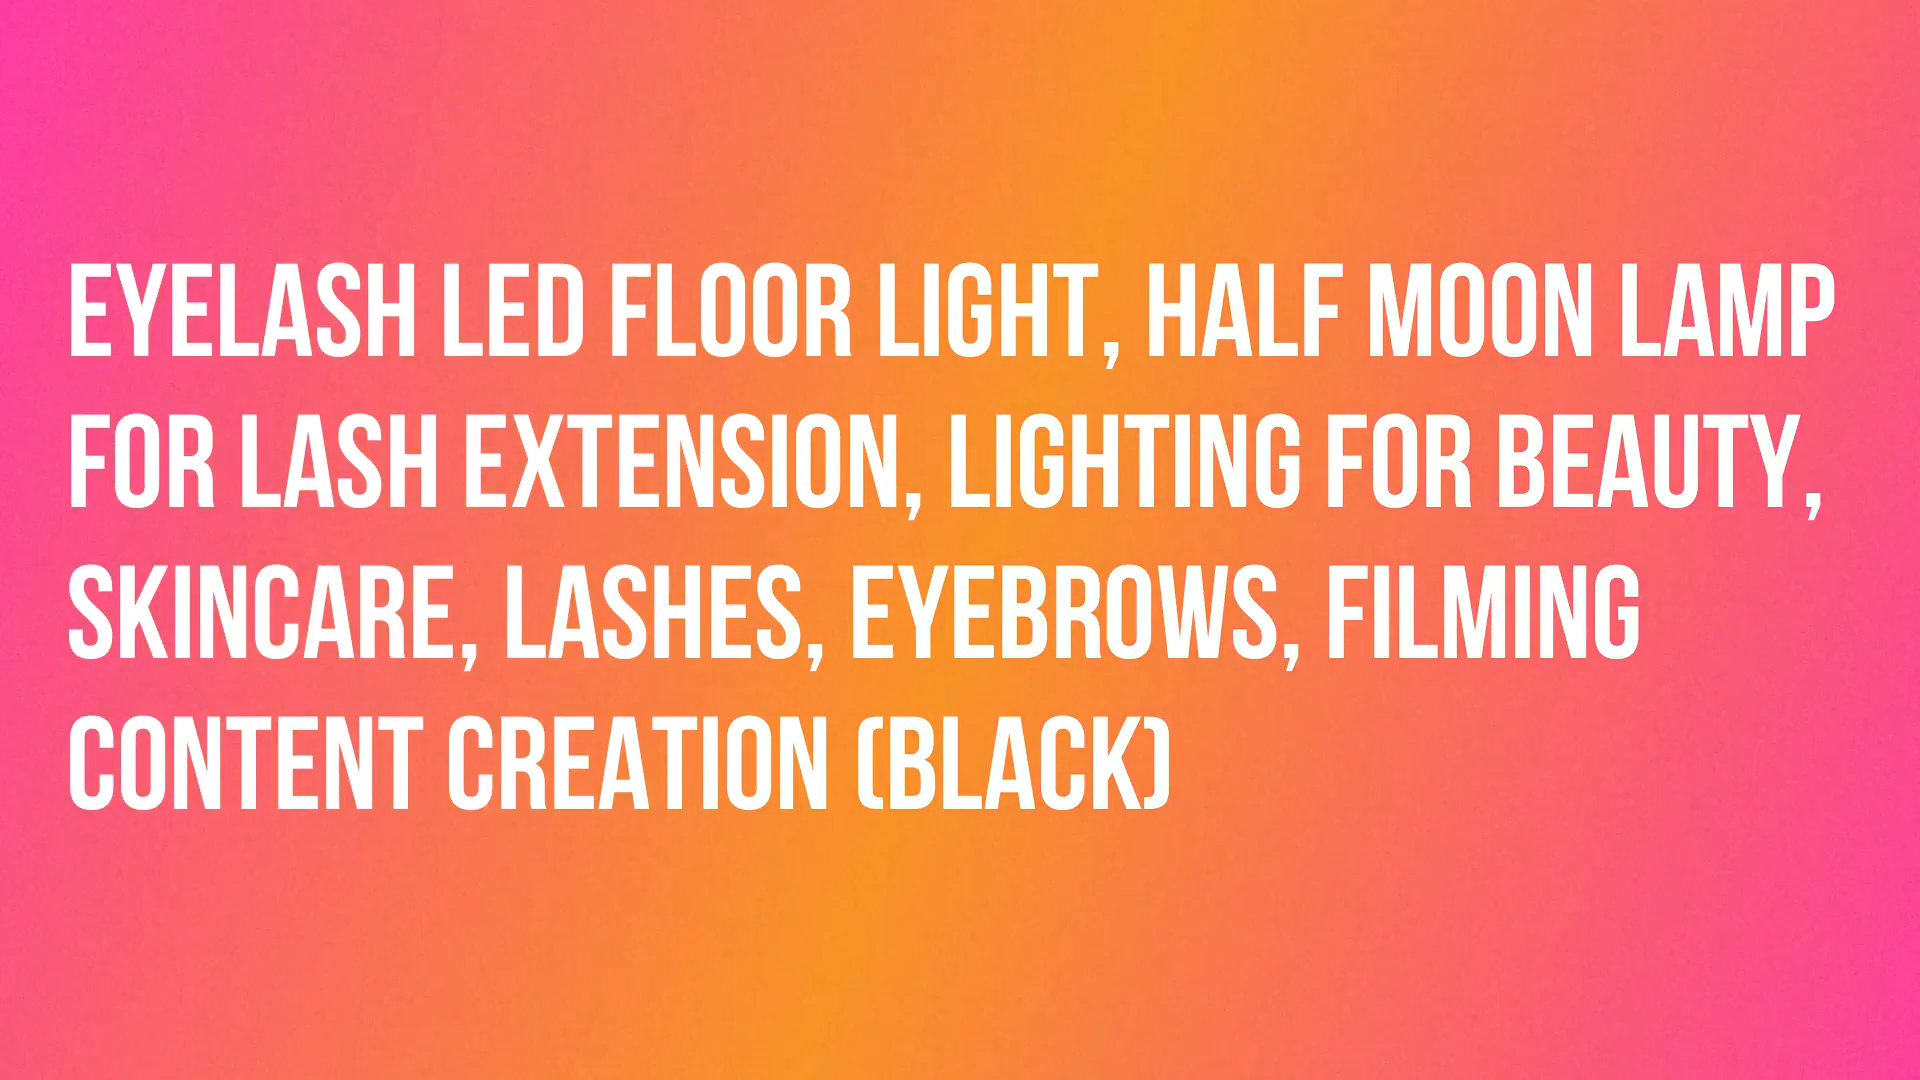 EYELASH LED FLOOR LIGHT, HALF MOON LAMP
FOR LASH EXTENSION, LIGHTING FOR BEAUTY,
SKINCARE, LASHES, EYEBROWS, FILMING
CONTENT CREATION (BLACK)